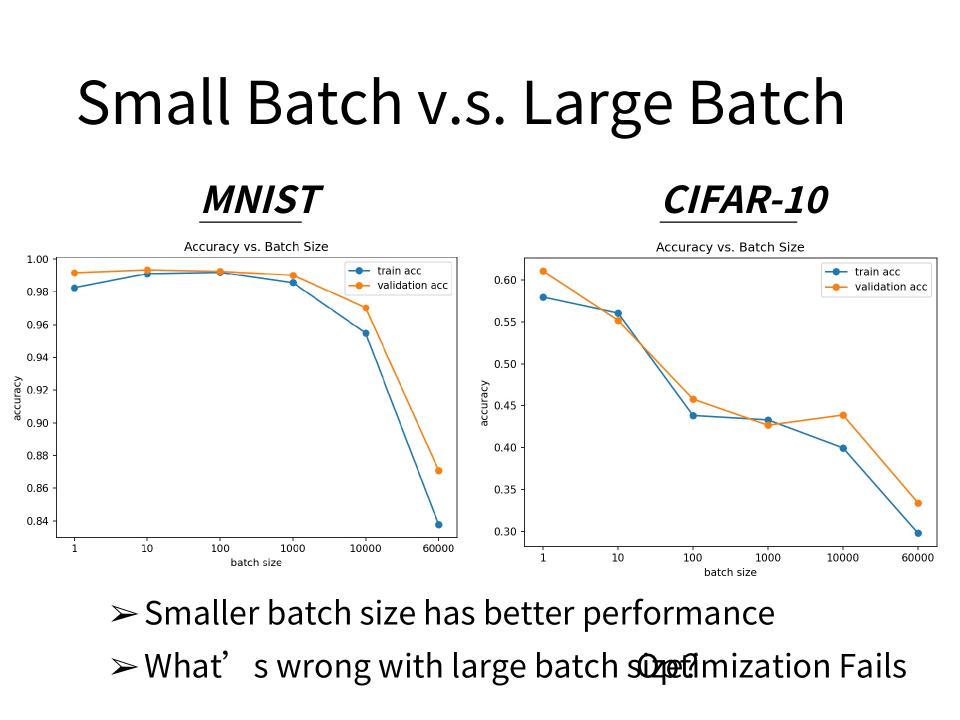 Small Batch v.s. Large Batch
MNIST
CIFAR-10
Accuracy vs. Batch Size
train acc
validation acc
1.00
0.98
0.96
0.94
0.92
0.90
0.88
0.86
0.84
accuracy
1 10 100 1000 10000 60000
batch size
Accuracy vs. Batch Size
train acc
validation acc
0.60
0.55
0.50
0.45
0.40
0.35
0.30
accuracy
1 10 100 1000 10000 60000
batch size
➢ Smaller batch size has better performance
➢ What’s wrong with large batch size? Optimization Fails